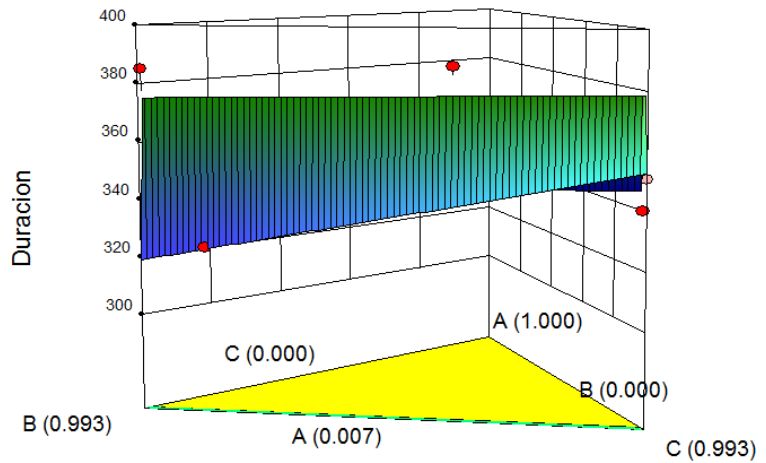 400
380
360
340
320
300
Duracion
A (1.000)
C (0.000)
B (0.000)
B (0.993)
A (0.007)
C (0.993)